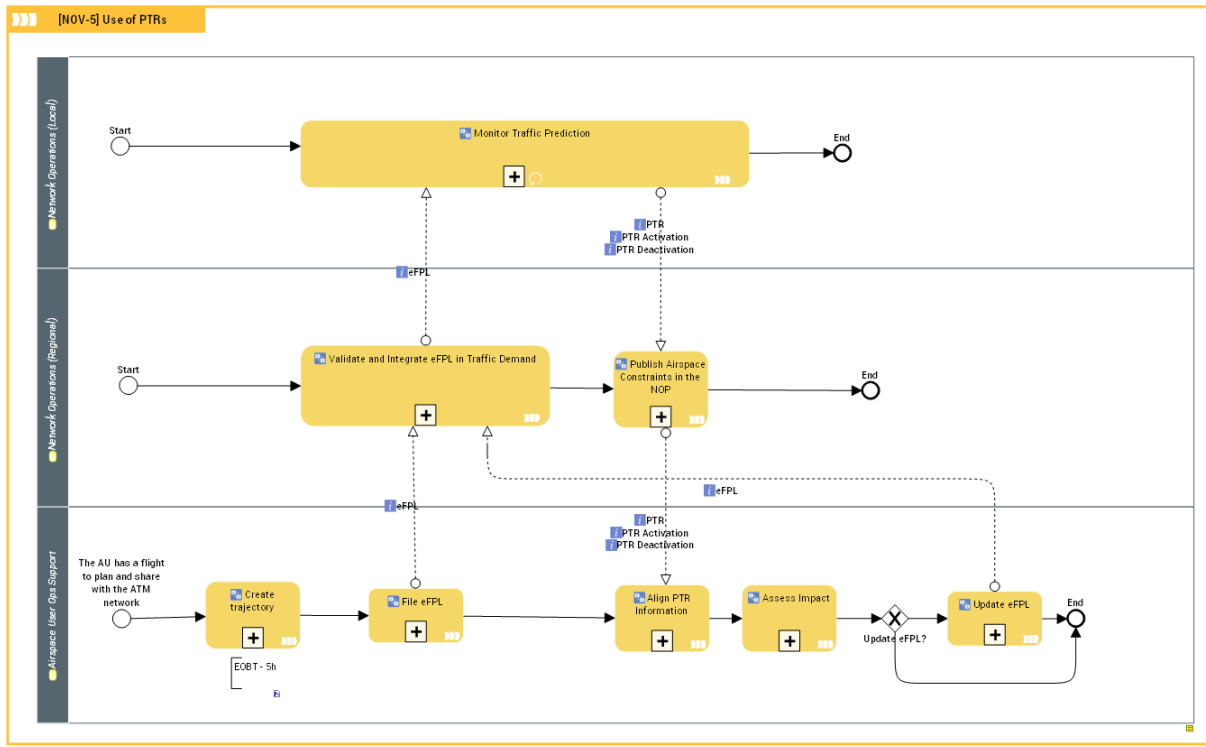 [NOV-5] Use of PTRs
Network Operations (Local)
Start
Monitor Traffic Prediction
End
PTR
PTR Activation
PTR Deactivation
eFPL
Network Operations (Regional)
Start
Validate and Integrate eFPL in Traffic Demand
Publish Airspace
Constraints in the
NOP
End
eFPL
eFPL
Airspace User Ops Support
The AU has a flight
to plan and share
with the ATM
network
PTR
PTR Activation
PTR Deactivation
Create
trajectory
File eFPL
Align PTR
Information
Assess Impact
Update eFPL?
Update eFPL
End
EOBT - 5h